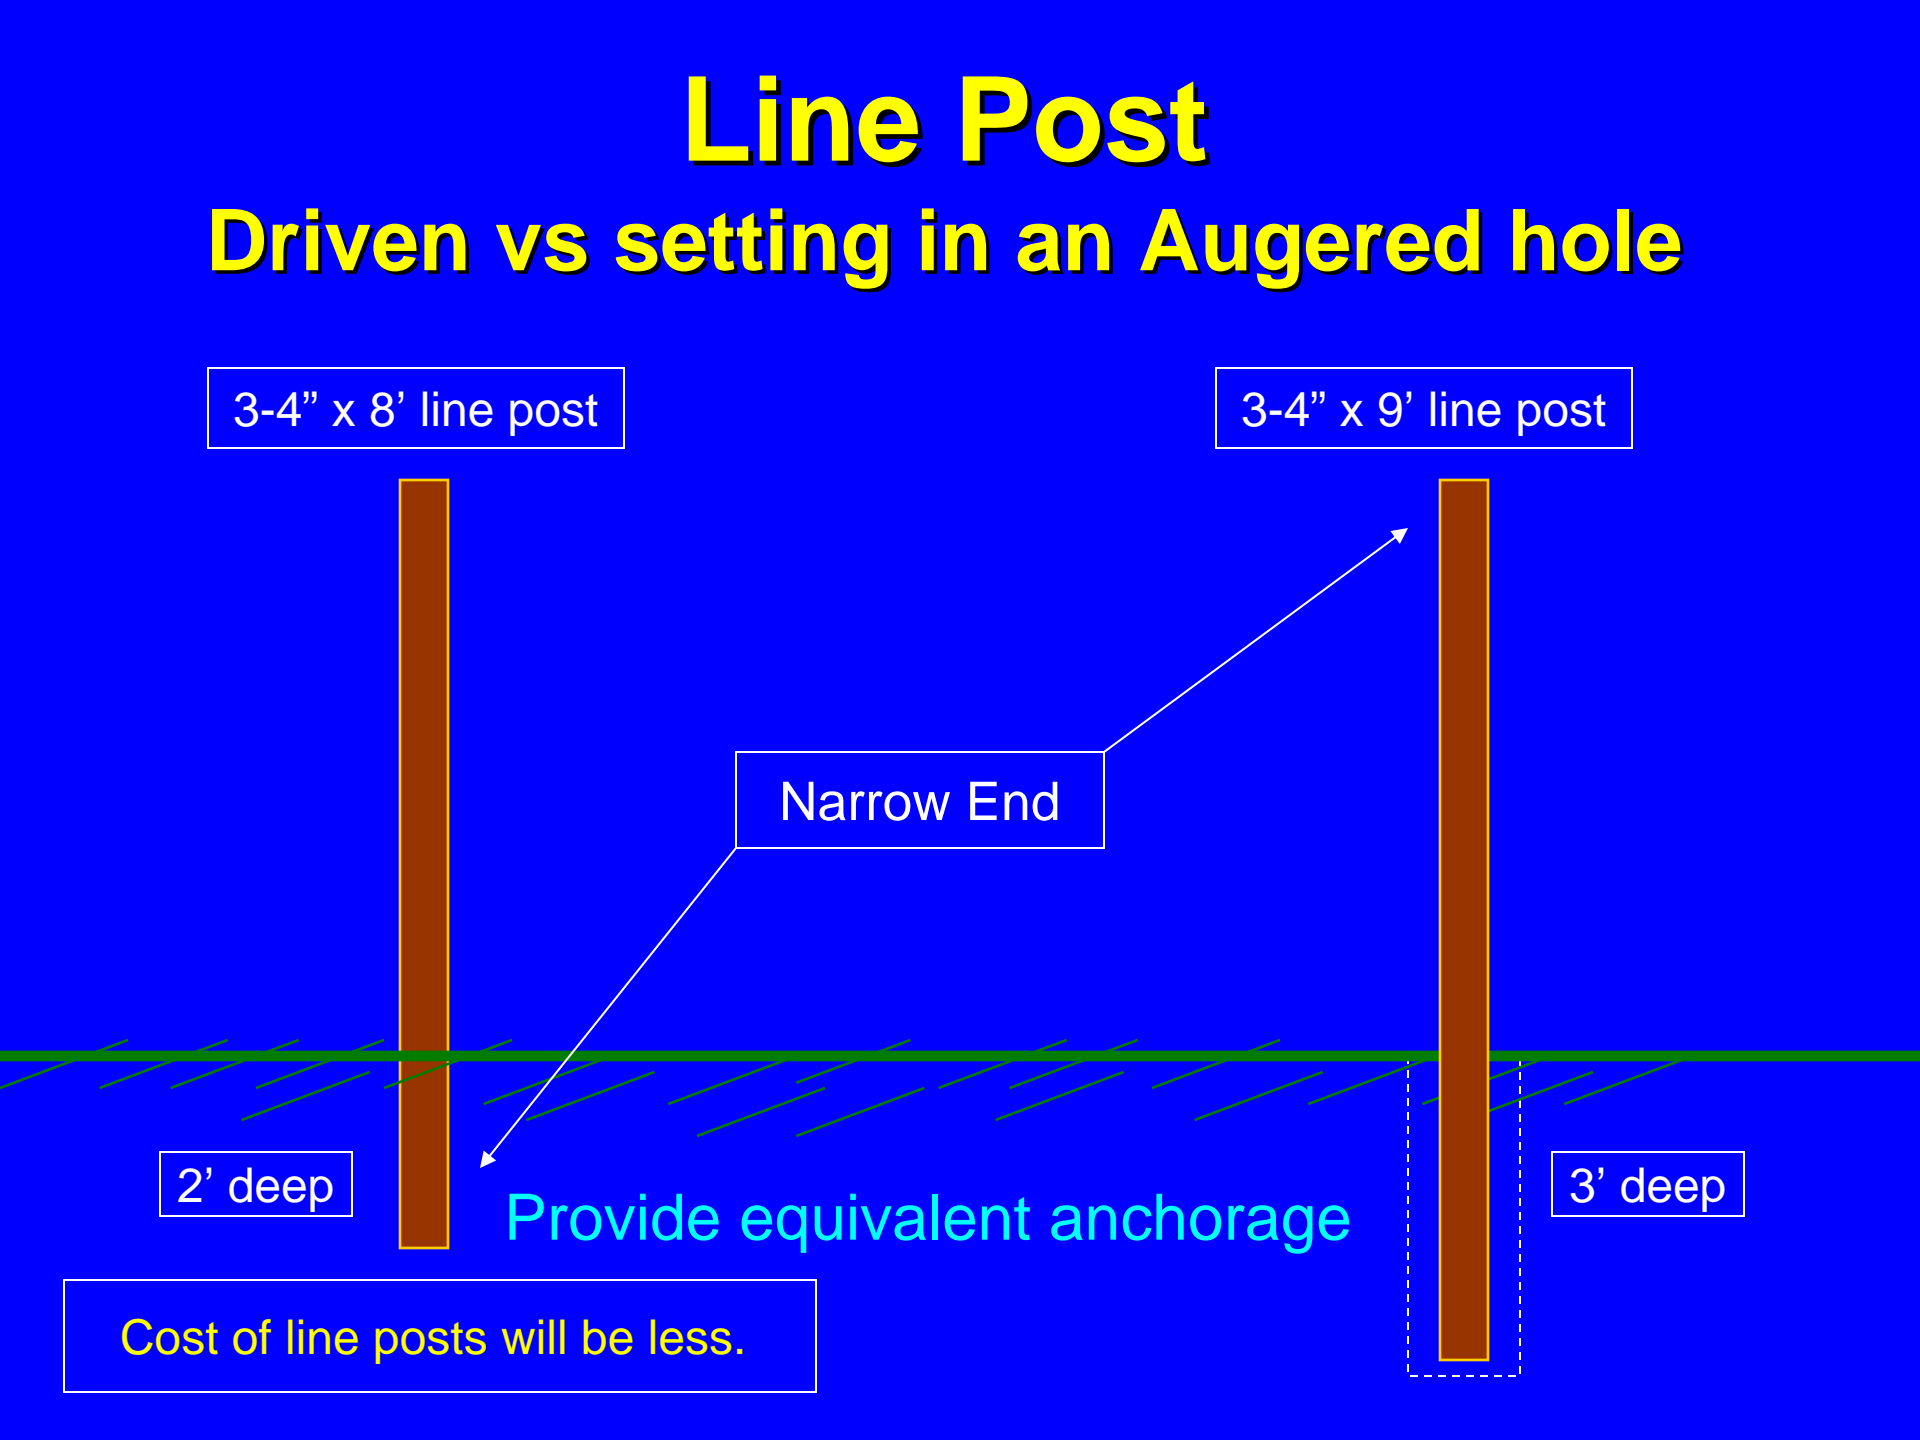 Line Post
Driven vs setting in an Augered hole
3-4” x 8’ line post
3-4” x 9’ line post
Narrow End
2’ deep
3’ deep
Provide equivalent anchorage
Cost of line posts will be less.